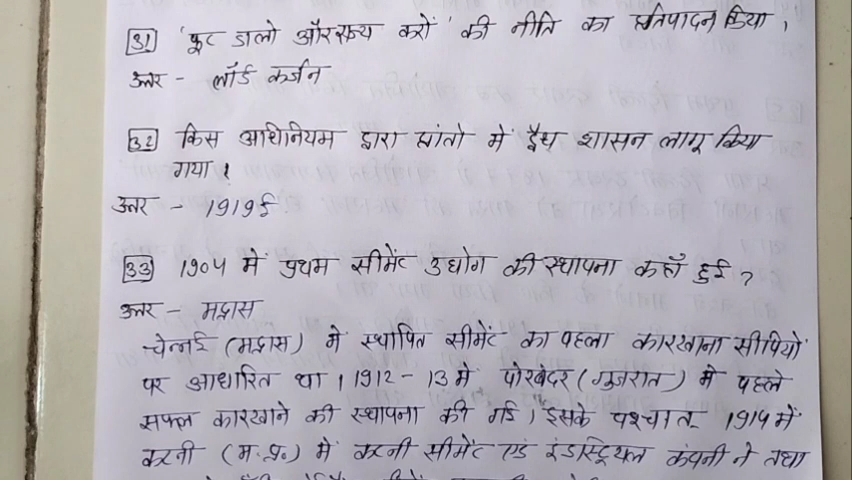 31 'फूट डालो और राज्य करों' की नीति का प्रतिपादन किया,
उत्तर - लॉर्ड कर्जन
32 किस अधिनियम द्वारा प्रांतो में द्वैध शासन लागू किया
गया ?
उत्तर - 1919ई.
33 1904 में प्रथम सीमेंट उद्योग की स्थापना कहाँ हुई ?
उत्तर - मद्रास
चेन्नई (मद्रास) में स्थापित सीमेंट का पहला कारखाना सीपियों
पर आधारित था । 1912-13 में पोरबंदर (गुजरात) में पहले
सफल कारखाने की स्थापना की गई, इसके पश्चात 1914 में
कटनी (म.प्र.) में कटनी सीमेंट एंड इंडस्ट्रियल कंपनी ने तथा